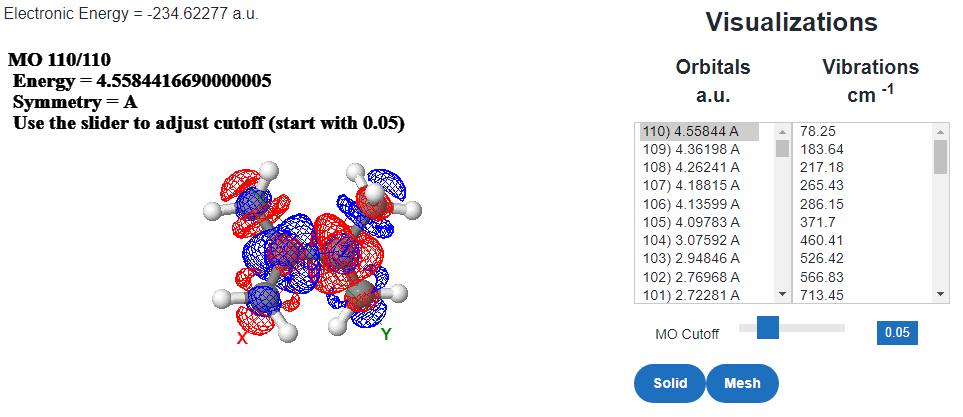 Electronic Energy = -234.62277 a.u.
MO 110/110
Energy = 4.5584416690000005
Symmetry = A
Use the slider to adjust cutoff (start with 0.05)
X
Y
Visualizations
Orbitals
a.u.
110) 4.55844 A
109) 4.36198 A
108) 4.26241 A
107) 4.18815 A
106) 4.13599 A
105) 4.09783 A
104) 3.07592 A
103) 2.94846 A
102) 2.76968 A
101) 2.72281 A
Vibrations
cm -1
78.25
183.64
217.18
265.43
286.15
371.7
460.41
526.42
566.83
713.45
MO Cutoff
0.05
Solid
Mesh